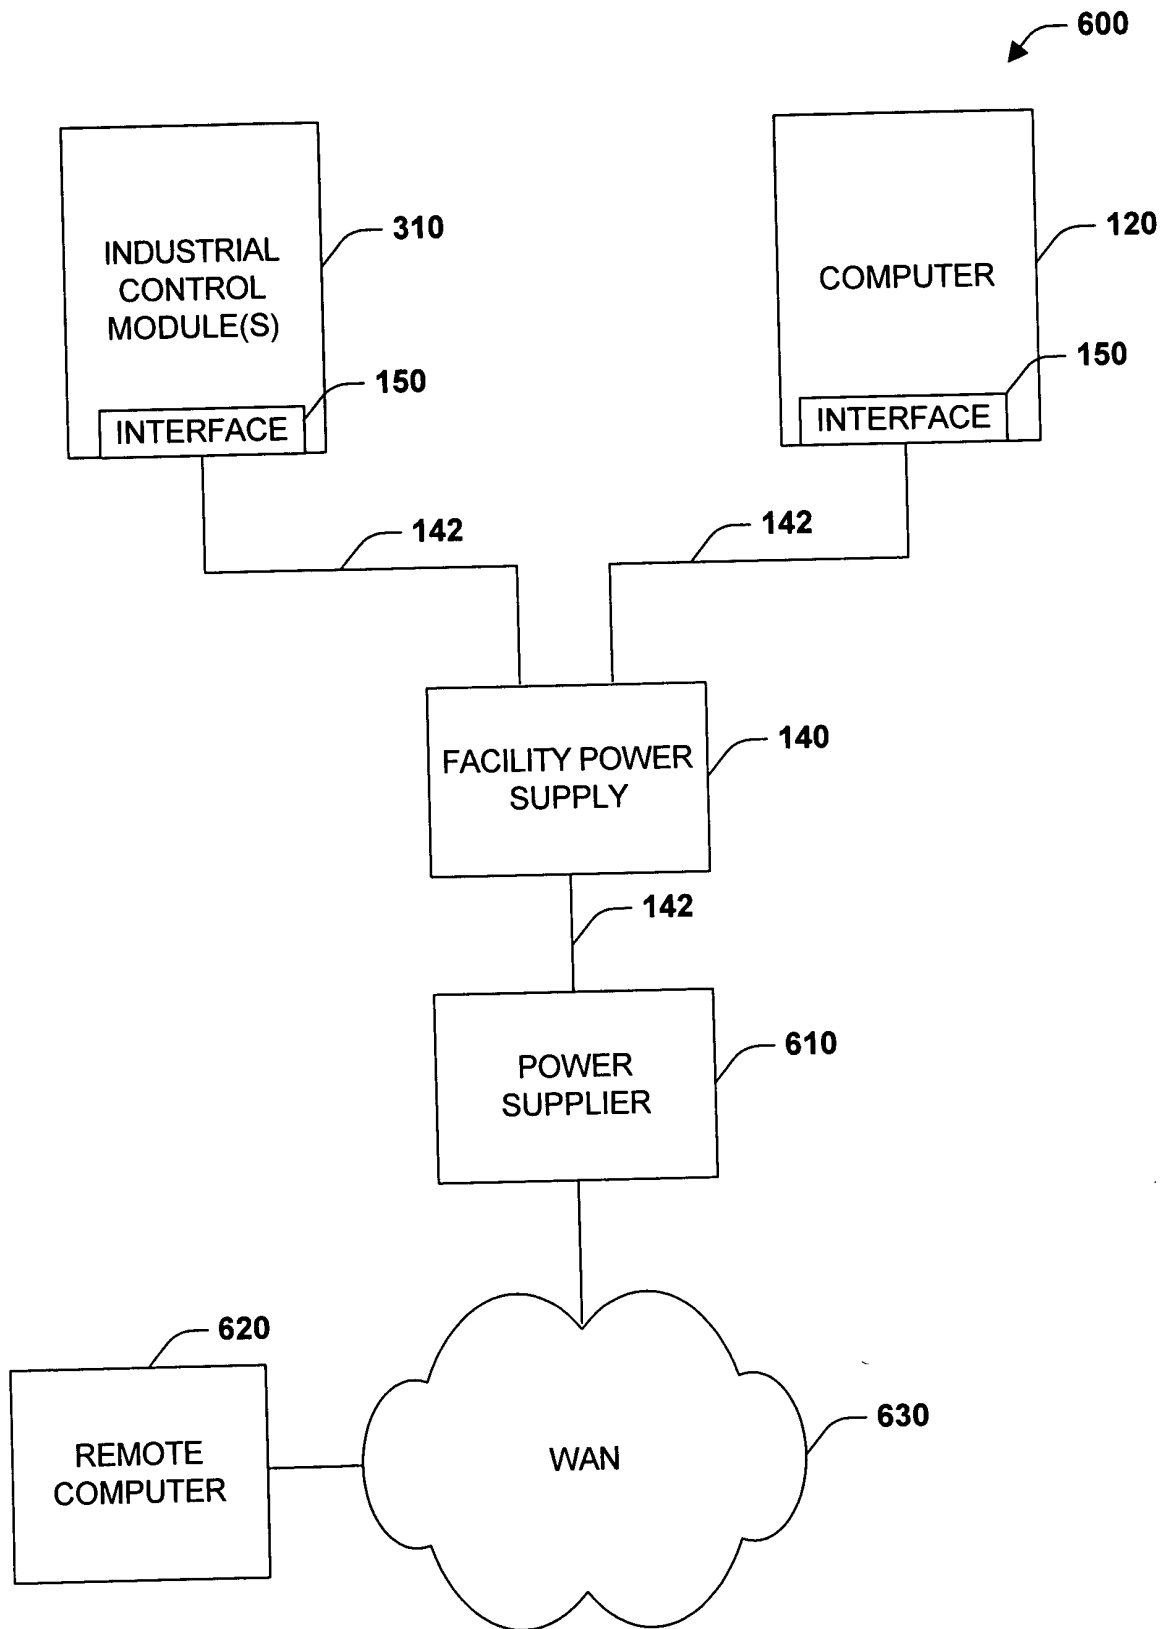 600
INDUSTRIAL
CONTROL
MODULE(S)
310
INTERFACE
150
COMPUTER
120
INTERFACE
150
142
142
FACILITY POWER
SUPPLY
140
142
POWER
SUPPLIER
610
620
REMOTE
COMPUTER
WAN
630